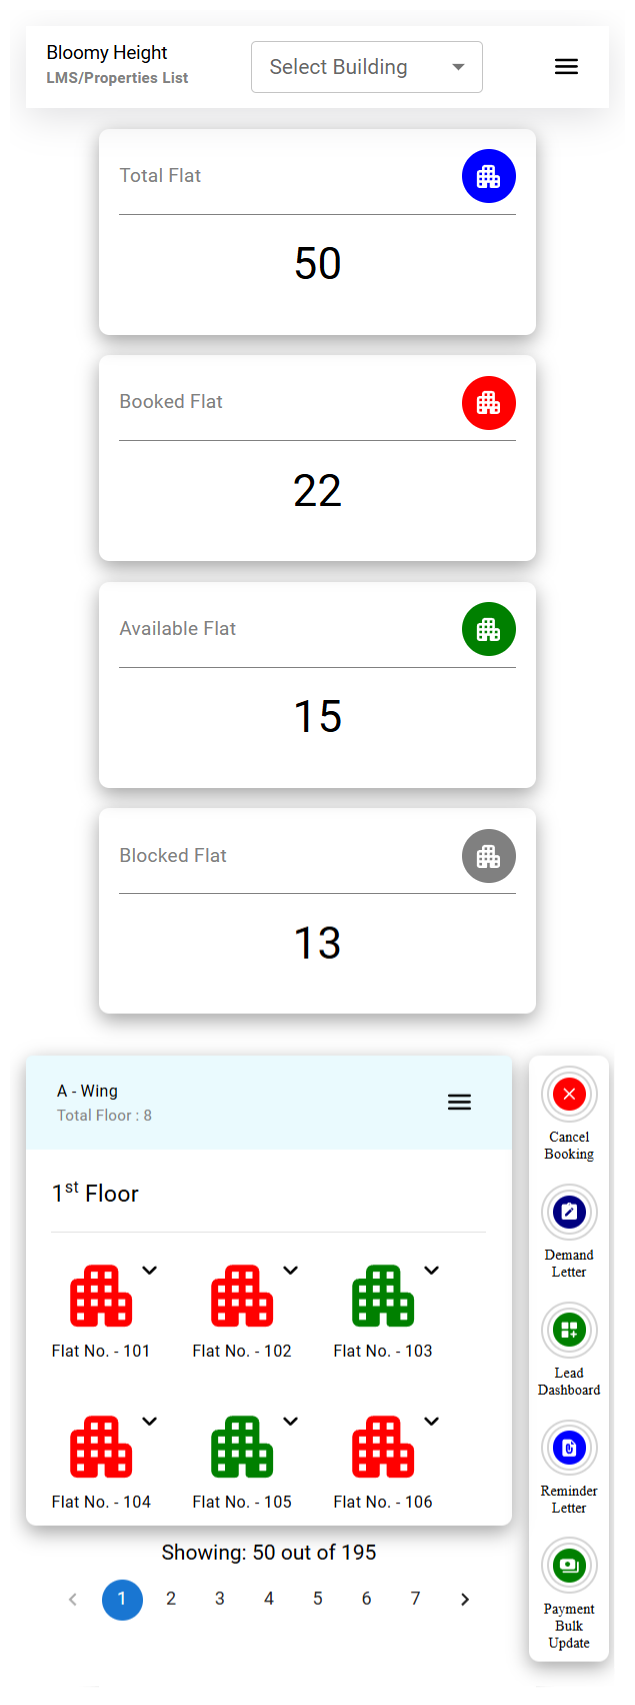 Bloomy Height
LMS/Properties List
Select Building
Total Flat
50
Booked Flat
22
Available Flat
15
Blocked Flat
13
A - Wing
Total Floor : 8
1st Floor
Flat No. - 101
Flat No. - 102
Flat No. - 103
Flat No. - 104
Flat No. - 105
Flat No. - 106
Showing: 50 out of 195
1 2 3 4 5 6 7
Cancel
Booking
Demand
Letter
Lead
Dashboard
Reminder
Letter
Payment
Bulk
Update